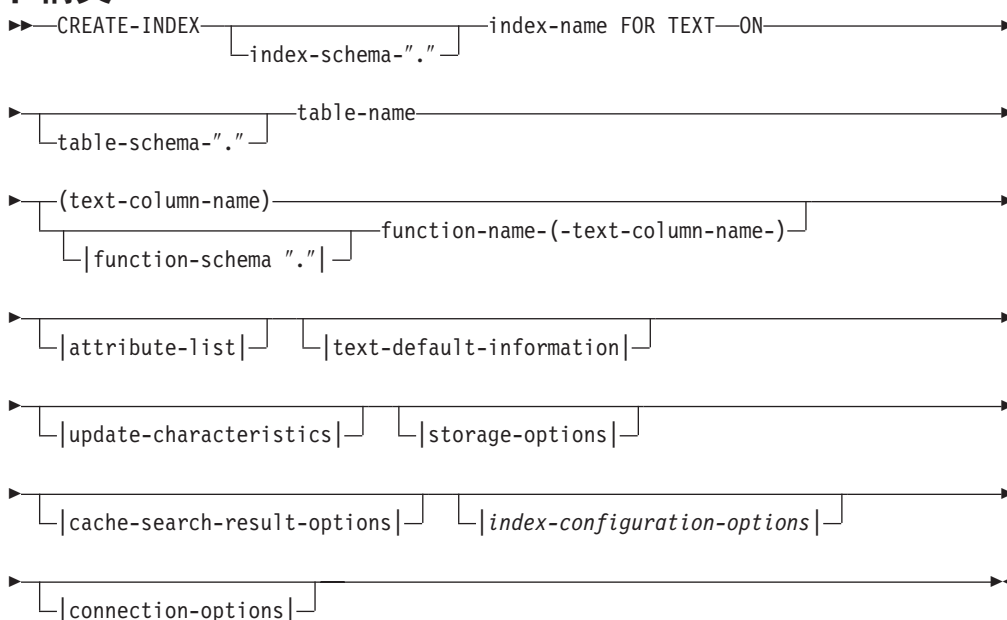 CREATE-INDEX index-schema-"." index-name FOR TEXT ON
table-schema-"." table-name
(text-column-name)
|function-schema "."| function-name-(-text-column-name-)
|attribute-list| |text-default-information|
|update-characteristics| |storage-options|
|cache-search-result-options| |index-configuration-options|
|connection-options|